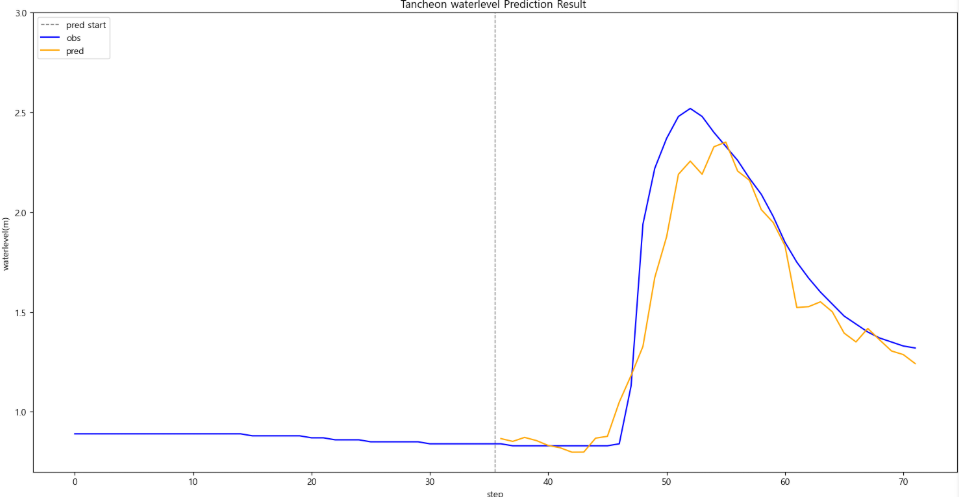 Tancheon waterlevel Prediction Result
pred start
obs
pred
3.0
2.5
2.0
1.5
1.0
waterlevel(m)
0 10 20 30 40 50 60 70
step